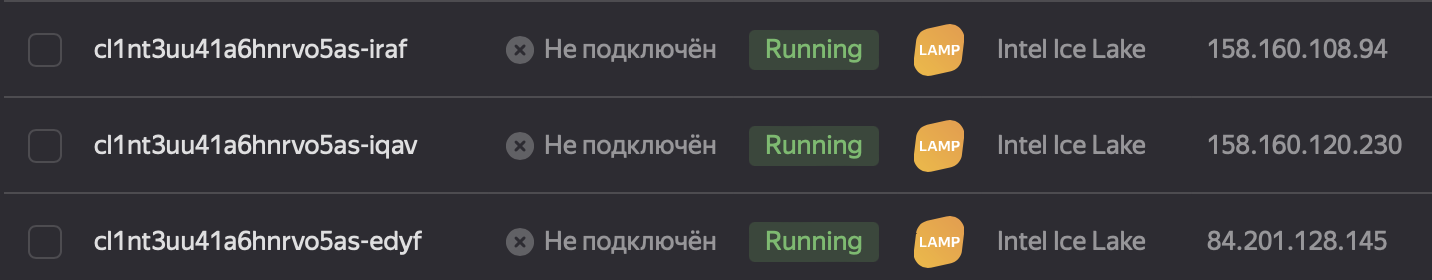 cl1nt3uu41a6hnrvo5as-iraf Не подключён Running LAMP Intel Ice Lake 158.160.108.94
cl1nt3uu41a6hnrvo5as-iqav Не подключён Running LAMP Intel Ice Lake 158.160.120.230
cl1nt3uu41a6hnrvo5as-edyf Не подключён Running LAMP Intel Ice Lake 84.201.128.145